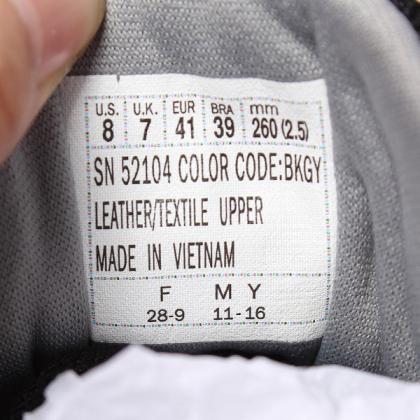 U.S. U.K. EUR BRA mm
8 7 41 39 260 (2.5)
SN 52104 COLOR CODE:BKGY
LEATHER/TEXTILE UPPER
MADE IN VIETNAM
F M Y
28-9 11-16